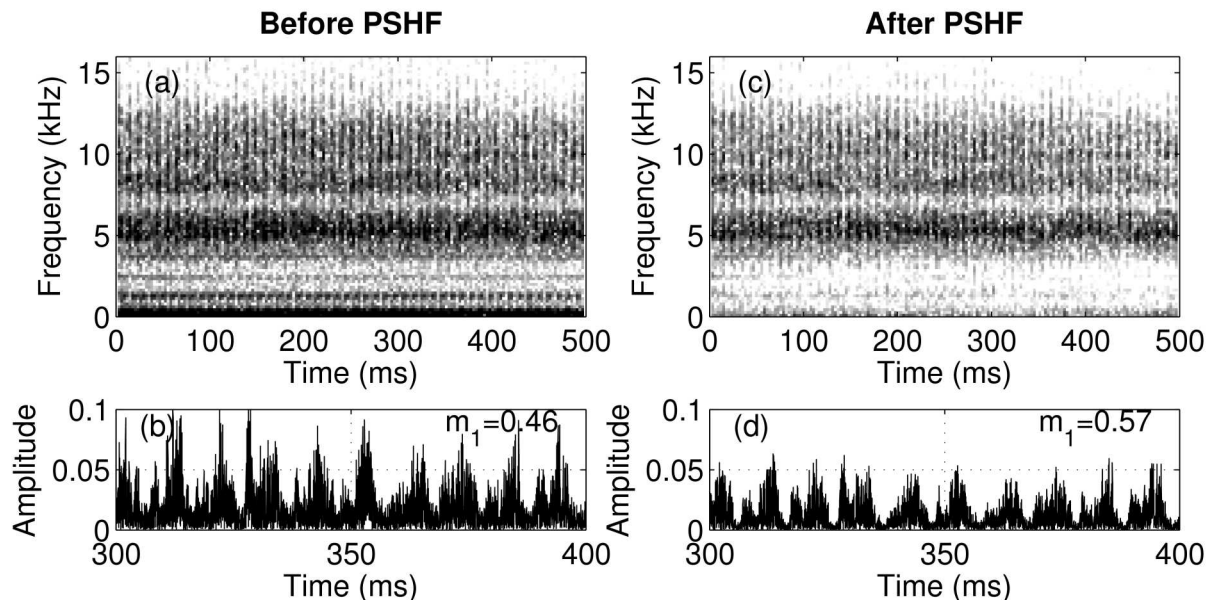 Before PSHF
After PSHF
Frequency (kHz)
15
10
5
0
(a)
0 100 200 300 400 500
Time (ms)
Frequency (kHz)
15
10
5
0
(c)
0 100 200 300 400 500
Time (ms)
Amplitude
0.1
0.05
0
(b)
m1=0.46
300 350 400
Time (ms)
Amplitude
0.1
0.05
0
(d)
m1=0.57
300 350 400
Time (ms)